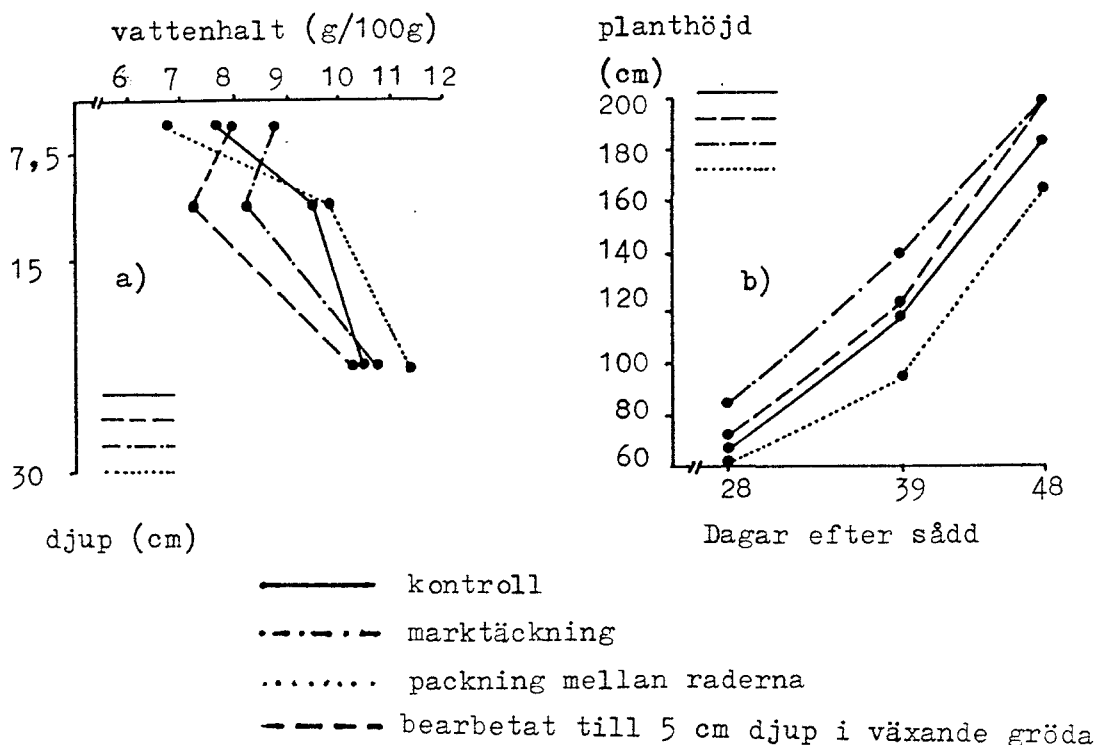 vattenhalt (g/100g)
6 7 8 9 10 11 12
7,5
15
30
a)
djup (cm)
planthöjd
(cm)
200
180
160
140
120
100
80
60
b)
28 39 48
Dagar efter sådd
kontroll
marktäckning
packning mellan raderna
bearbetat till 5 cm djup i växande gröda